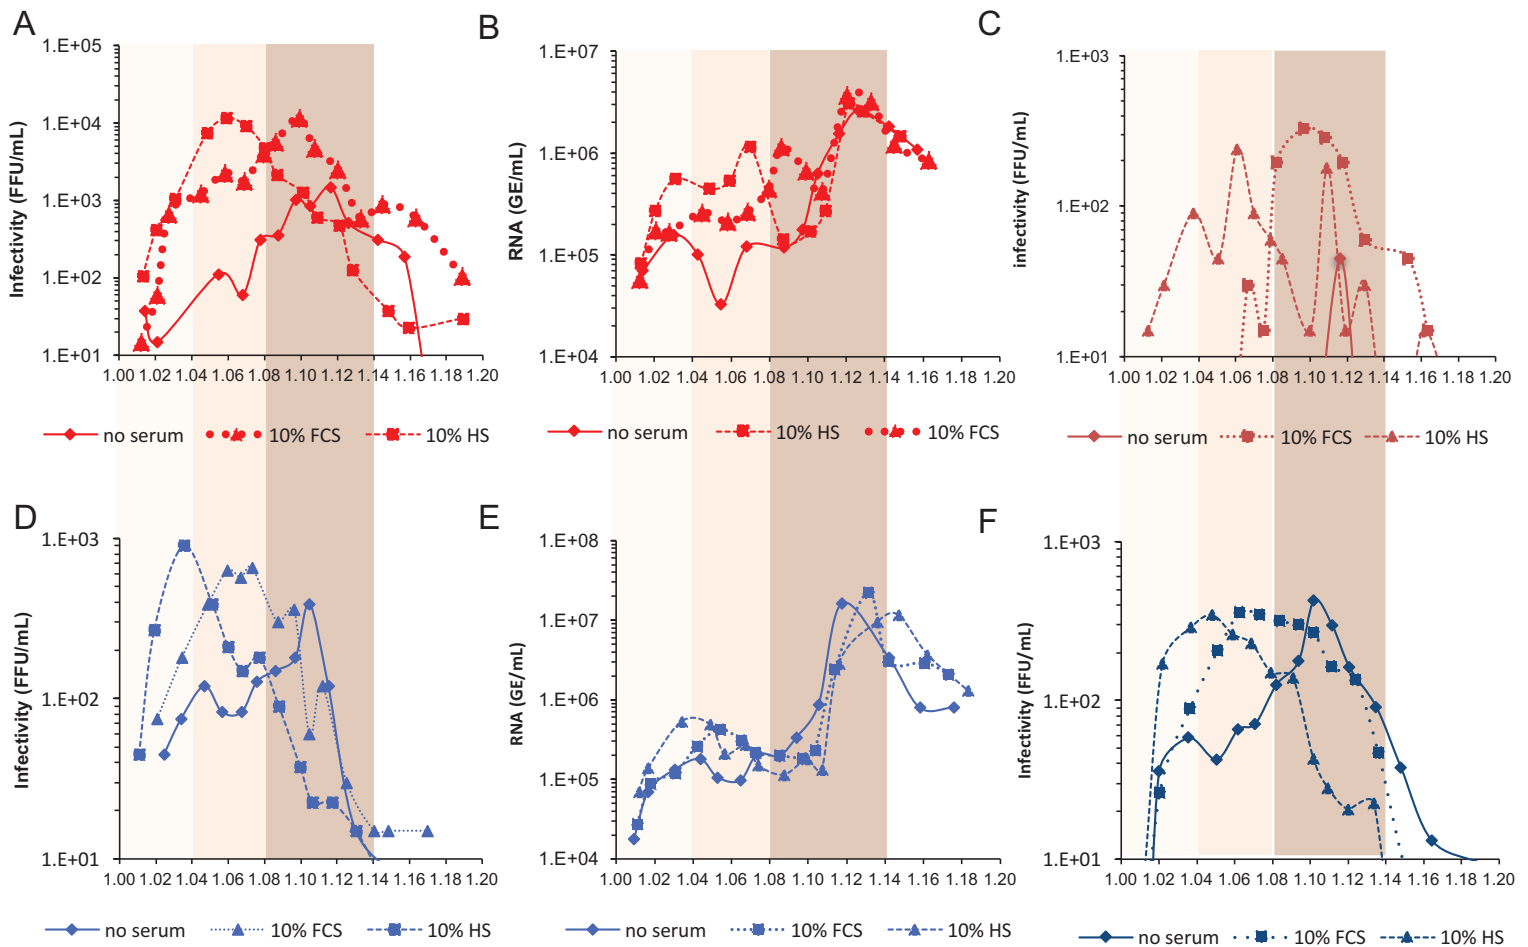 A
Infectivity (FFU/mL)
1.E+05
1.E+04
1.E+03
1.E+02
1.E+01
1.00 1.02 1.04 1.06 1.08 1.10 1.12 1.14 1.16 1.18 1.20
no serum 10% FCS 10% HS
B
RNA (GE/mL)
1.E+07
1.E+06
1.E+05
1.E+04
1.00 1.02 1.04 1.06 1.08 1.10 1.12 1.14 1.16 1.18 1.20
no serum 10% HS 10% FCS
C
infectivity (FFU/mL)
1.E+03
1.E+02
1.E+01
1.00 1.02 1.04 1.06 1.08 1.10 1.12 1.14 1.16 1.18 1.20
no serum 10% FCS 10% HS
D
Infectivity (FFU/mL)
1.E+03
1.E+02
1.E+01
1.00 1.02 1.04 1.06 1.08 1.10 1.12 1.14 1.16 1.18 1.20
no serum 10% FCS 10% HS
E
RNA (GE/mL)
1.E+08
1.E+07
1.E+06
1.E+05
1.E+04
1.00 1.02 1.04 1.06 1.08 1.10 1.12 1.14 1.16 1.18 1.20
no serum 10% FCS 10% HS
F
Infectivity (FFU/mL)
1.E+03
1.E+02
1.E+01
1.00 1.02 1.04 1.06 1.08 1.10 1.12 1.14 1.16 1.18 1.20
no serum 10% FCS 10% HS